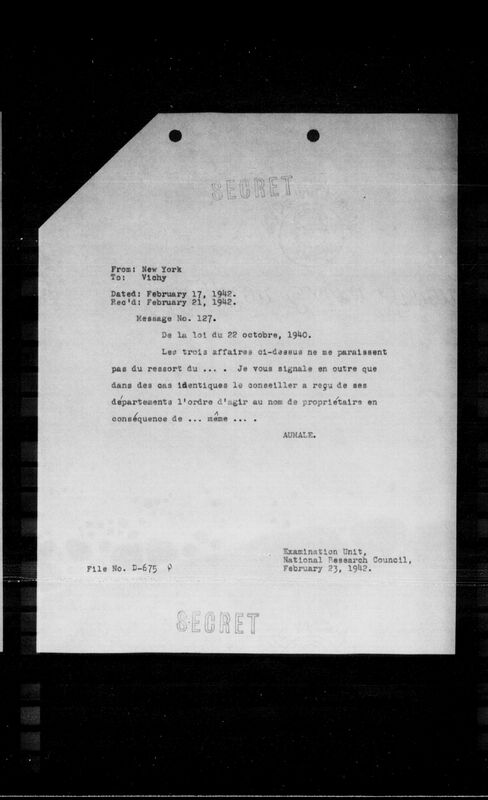 SECRET
From: New York
To: Vichy
Dated: February 17, 1942.
Rec'd: February 21, 1942.
Message No. 127.
De la loi du 22 octobre, 1940.
Les trois affaires ci-dessus ne me paraissent
pas du ressort du ... . Je vous signale en outre que
dans des cas identiques le conseiller a reçu de ses
départements l'ordre d'agir au nom de propriétaire en
conséquence de ... même ... .
AUMALE.
Examination Unit,
National Research Council,
February 23, 1942.
File No. D-675
SECRET